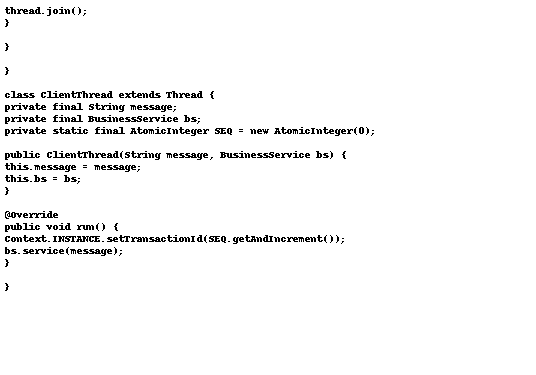 thread.join();
}
}
}
class ClientThread extends Thread {
private final String message;
private final BusinessService bs;
private static final AtomicInteger SEQ = new AtomicInteger(0);
public ClientThread(String message, BusinessService bs) {
this.message = message;
this.bs = bs;
}
@Override
public void run() {
Context.INSTANCE.setTransactionId(SEQ.getAndIncrement());
bs.service(message);
}
}